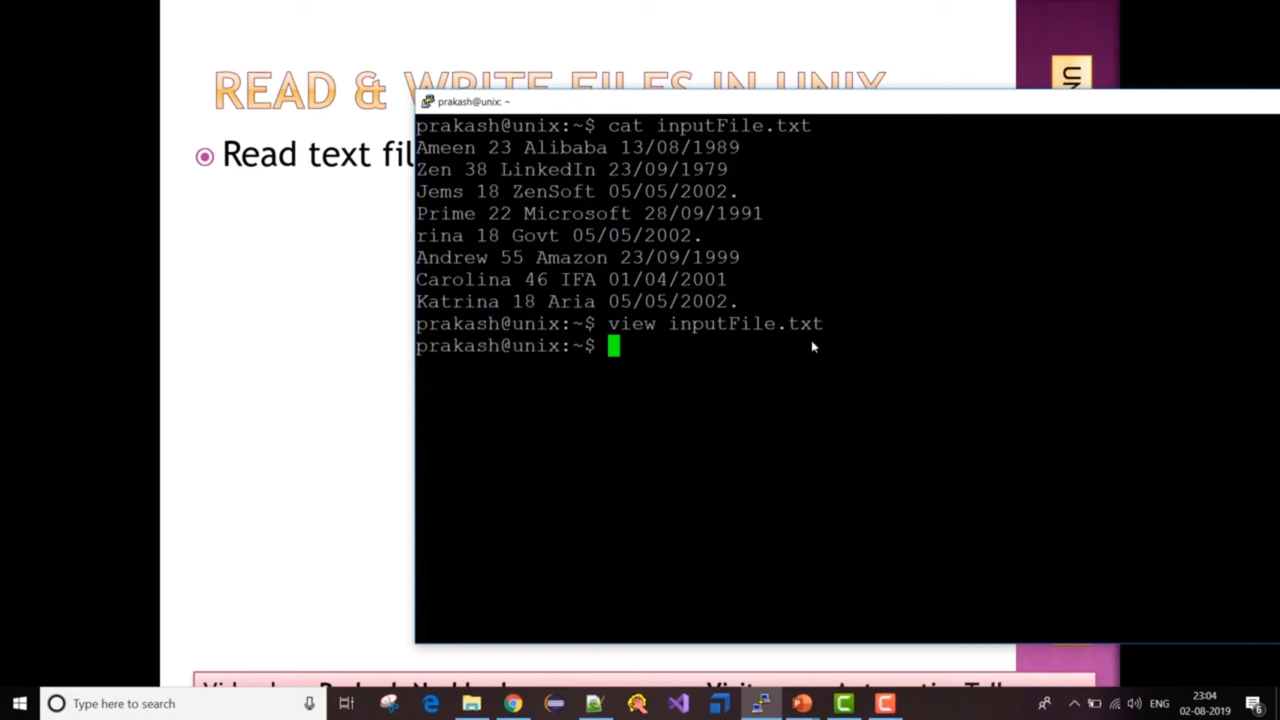 READ & WRITE FILES IN UNIX
UN
Read text fil
prakash@unix: ~
prakash@unix:~$ cat inputFile.txt
Ameen 23 Alibaba 13/08/1989
Zen 38 LinkedIn 23/09/1979
Jems 18 ZenSoft 05/05/2002.
Prime 22 Microsoft 28/09/1991
rina 18 Govt 05/05/2002.
Andrew 55 Amazon 23/09/1999
Carolina 46 IFA 01/04/2001
Katrina 18 Aria 05/05/2002.
prakash@unix:~$ view inputFile.txt
prakash@unix:~$
Type here to search
ENG
23:04
02-08-2019
6